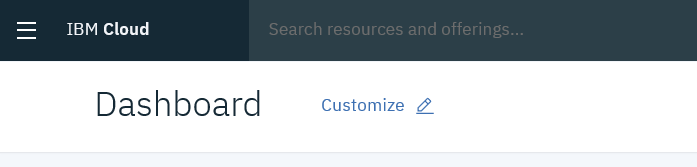 IBM Cloud
Search resources and offerings...
Dashboard
Customize